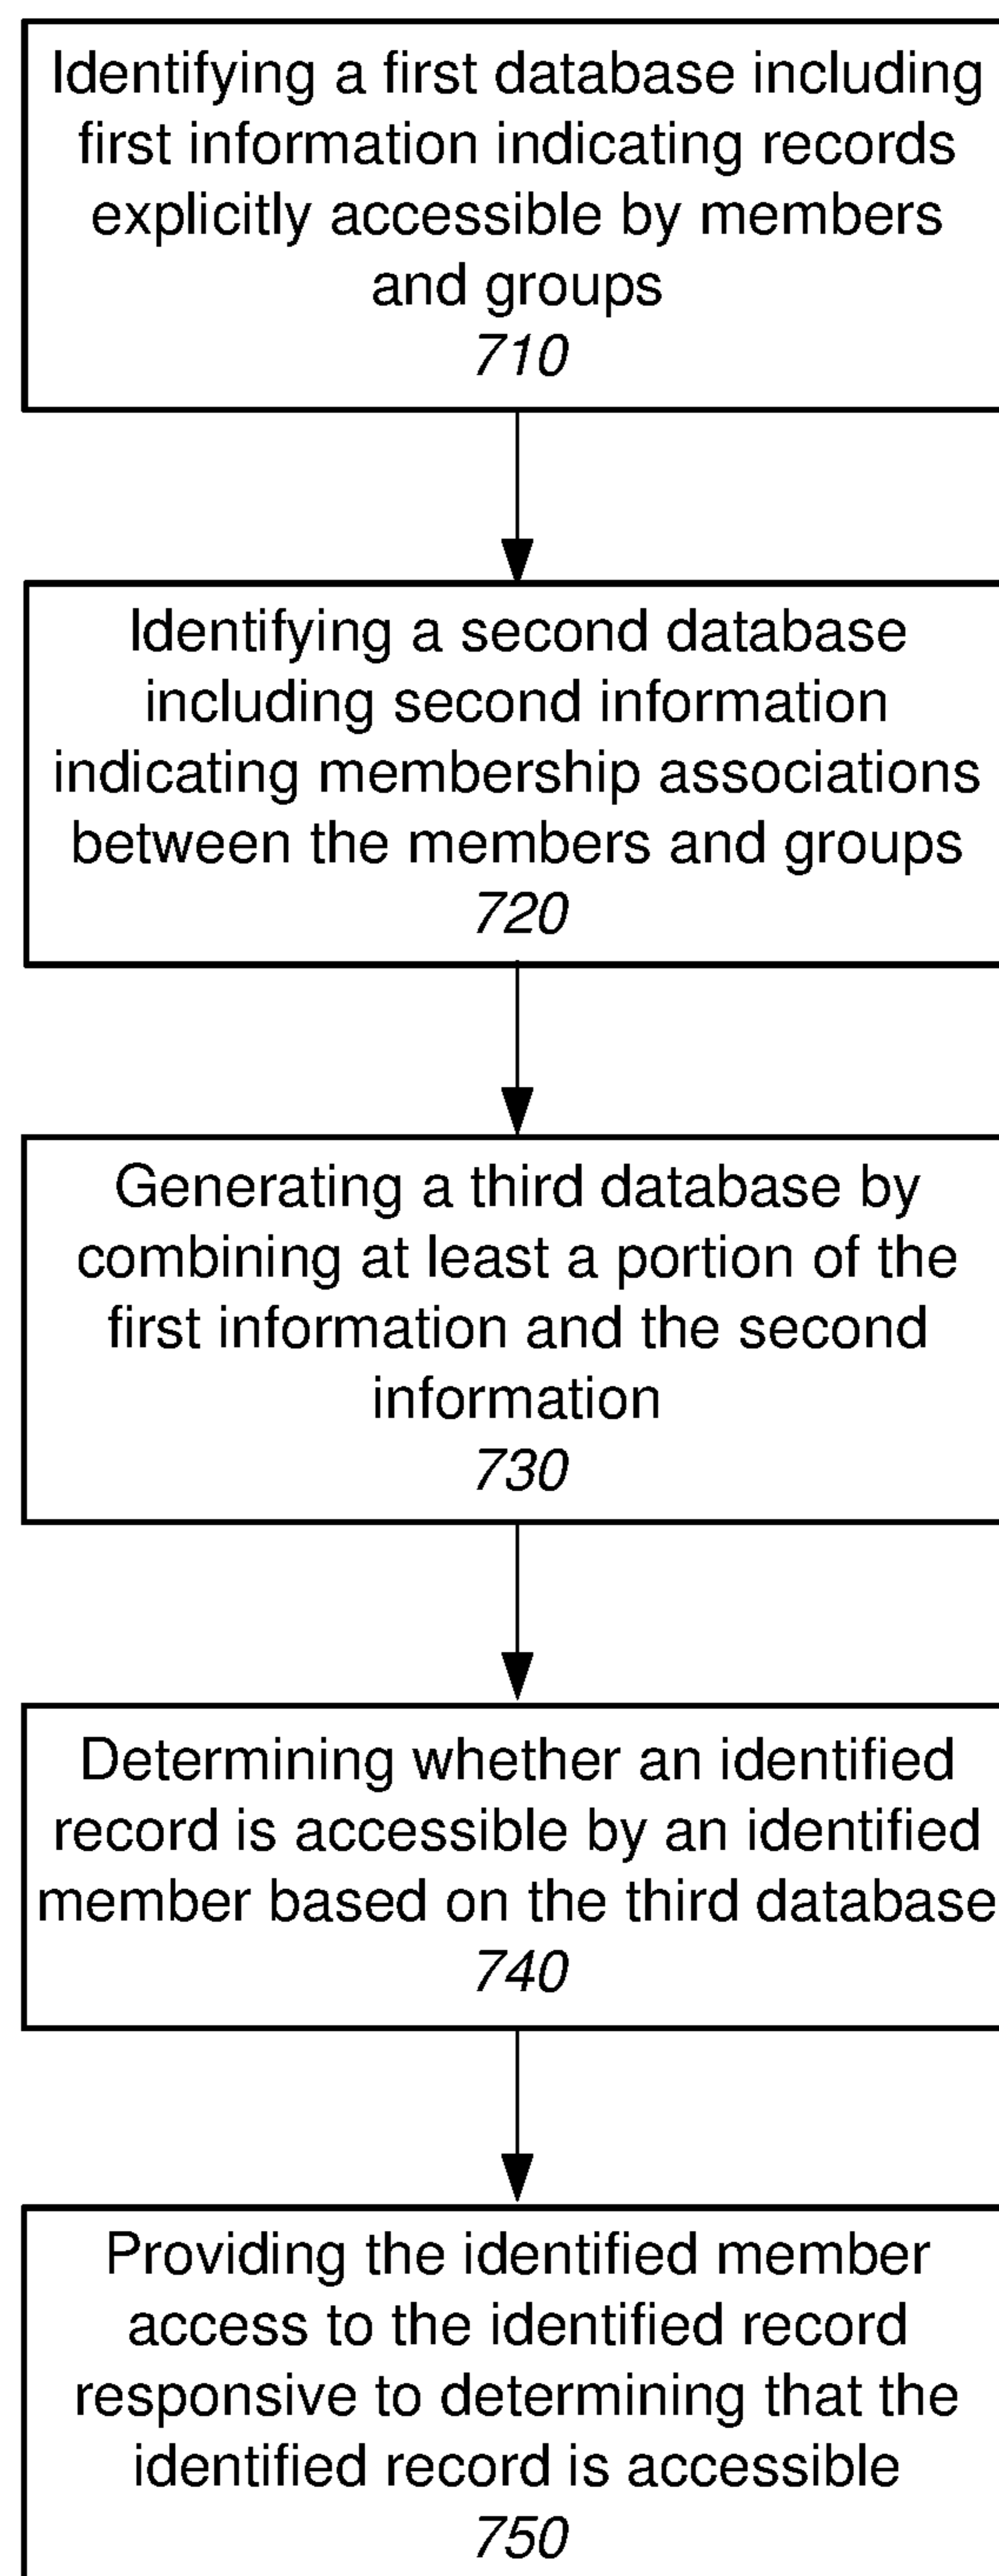 Identifying a first database including
first information indicating records
explicitly accessible by members
and groups
710
Identifying a second database
including second information
indicating membership associations
between the members and groups
720
Generating a third database by
combining at least a portion of the
first information and the second
information
730
Determining whether an identified
record is accessible by an identified
member based on the third database
740
Providing the identified member
access to the identified record
responsive to determining that the
identified record is accessible
750